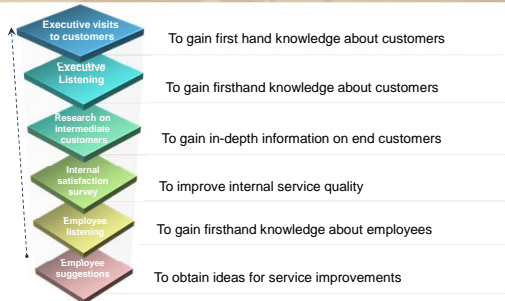 Executive visits
to customers
To gain first hand knowledge about customers
Executive
Listening
To gain firsthand knowledge about customers
Research on
intermediate
customers
To gain in-depth information on end customers
Internal
satisfaction
survey
To improve internal service quality
Employee
listening
To gain firsthand knowledge about employees
Employee
suggestions
To obtain ideas for service improvements